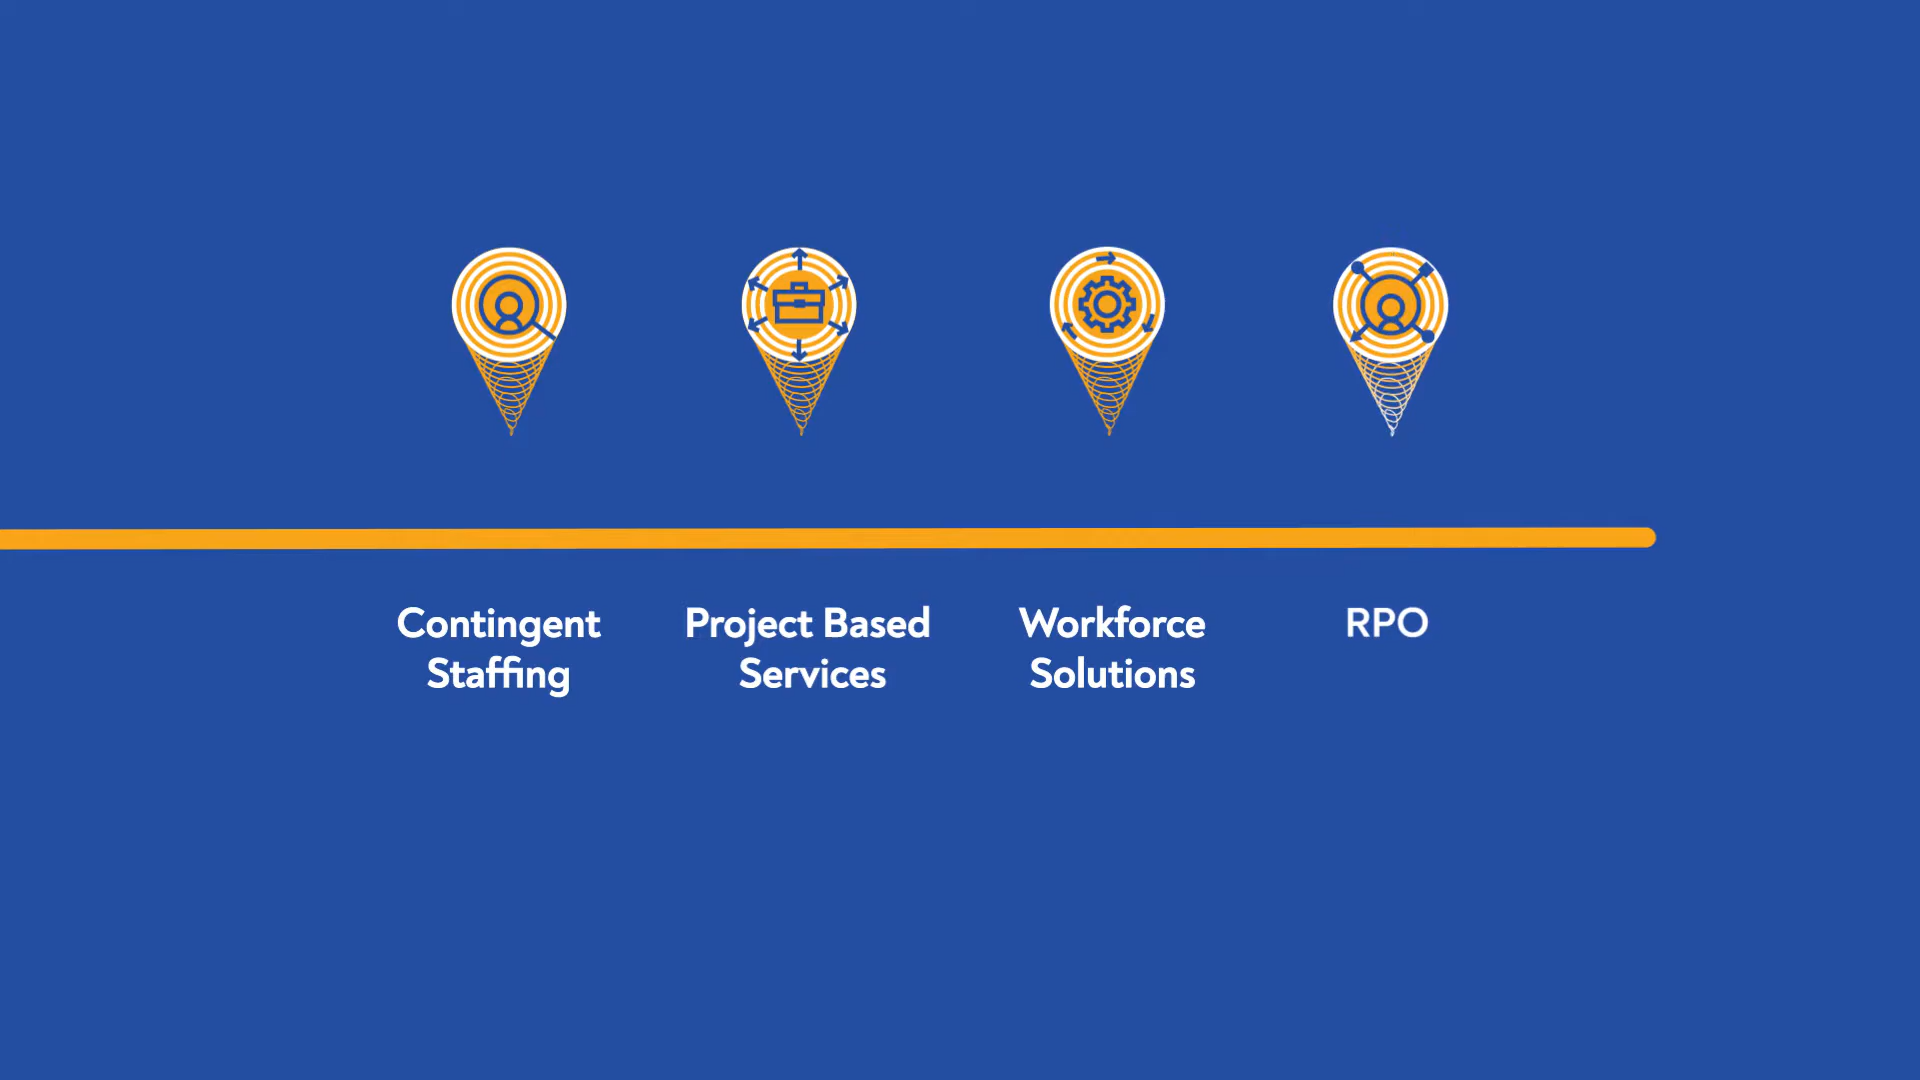 Contingent
Staffing
Project Based
Services
Workforce
Solutions
RPO